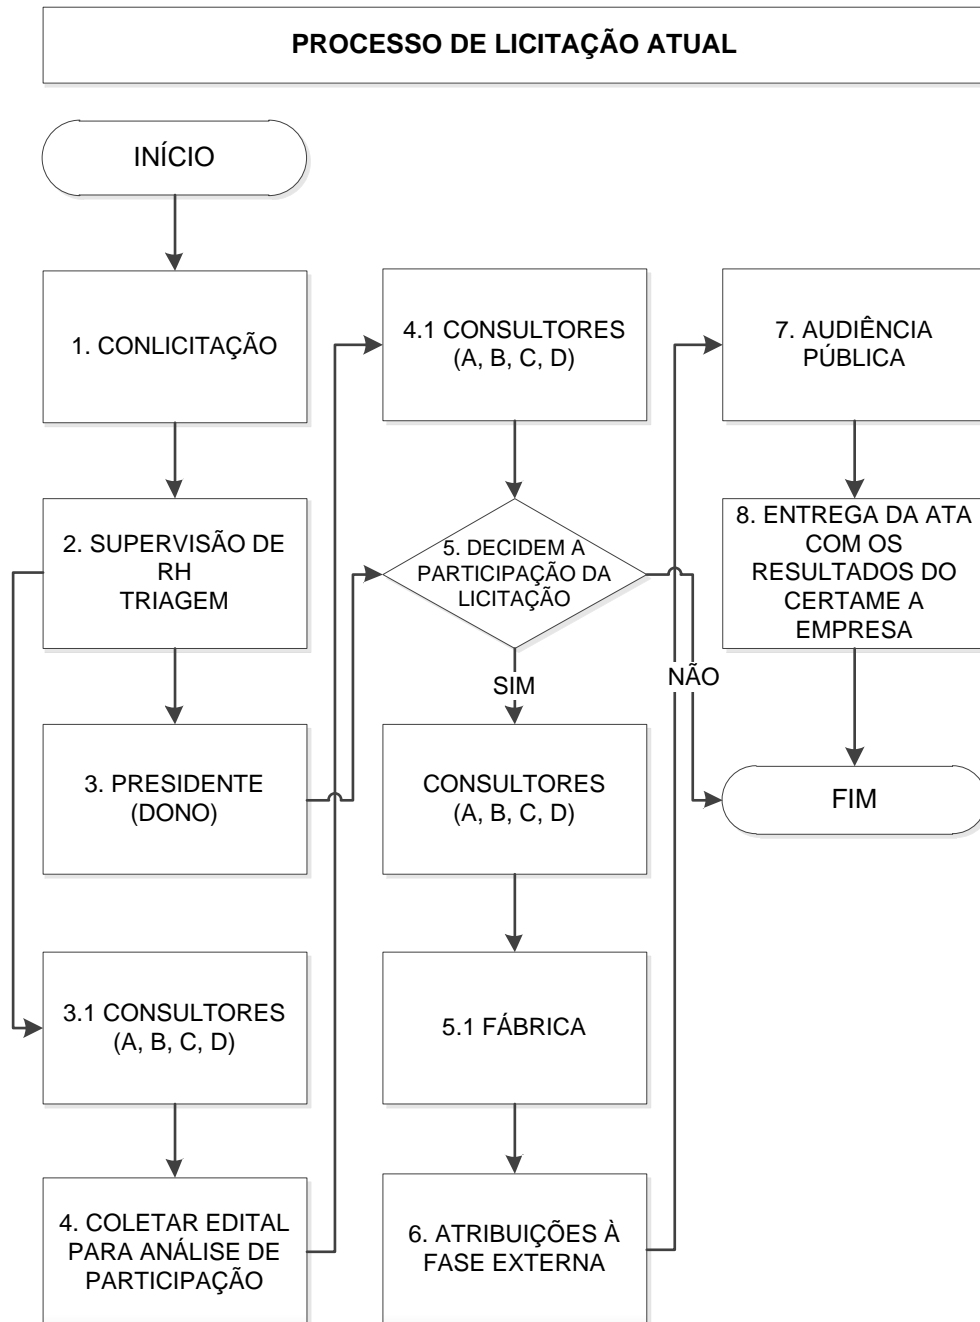 PROCESSO DE LICITAÇÃO ATUAL
INÍCIO
1. CONLICITAÇÃO
2. SUPERVISÃO DE
RH
TRIAGEM
3. PRESIDENTE
(DONO)
3.1 CONSULTORES
(A, B, C, D)
4. COLETAR EDITAL
PARA ANÁLISE DE
PARTICIPAÇÃO
4.1 CONSULTORES
(A, B, C, D)
5. DECIDEM A
PARTICIPAÇÃO DA
LICITAÇÃO
SIM
NÃO
CONSULTORES
(A, B, C, D)
5.1 FÁBRICA
6. ATRIBUIÇÕES À
FASE EXTERNA
7. AUDIÊNCIA
PÚBLICA
8. ENTREGA DA ATA
COM OS
RESULTADOS DO
CERTAME A
EMPRESA
FIM